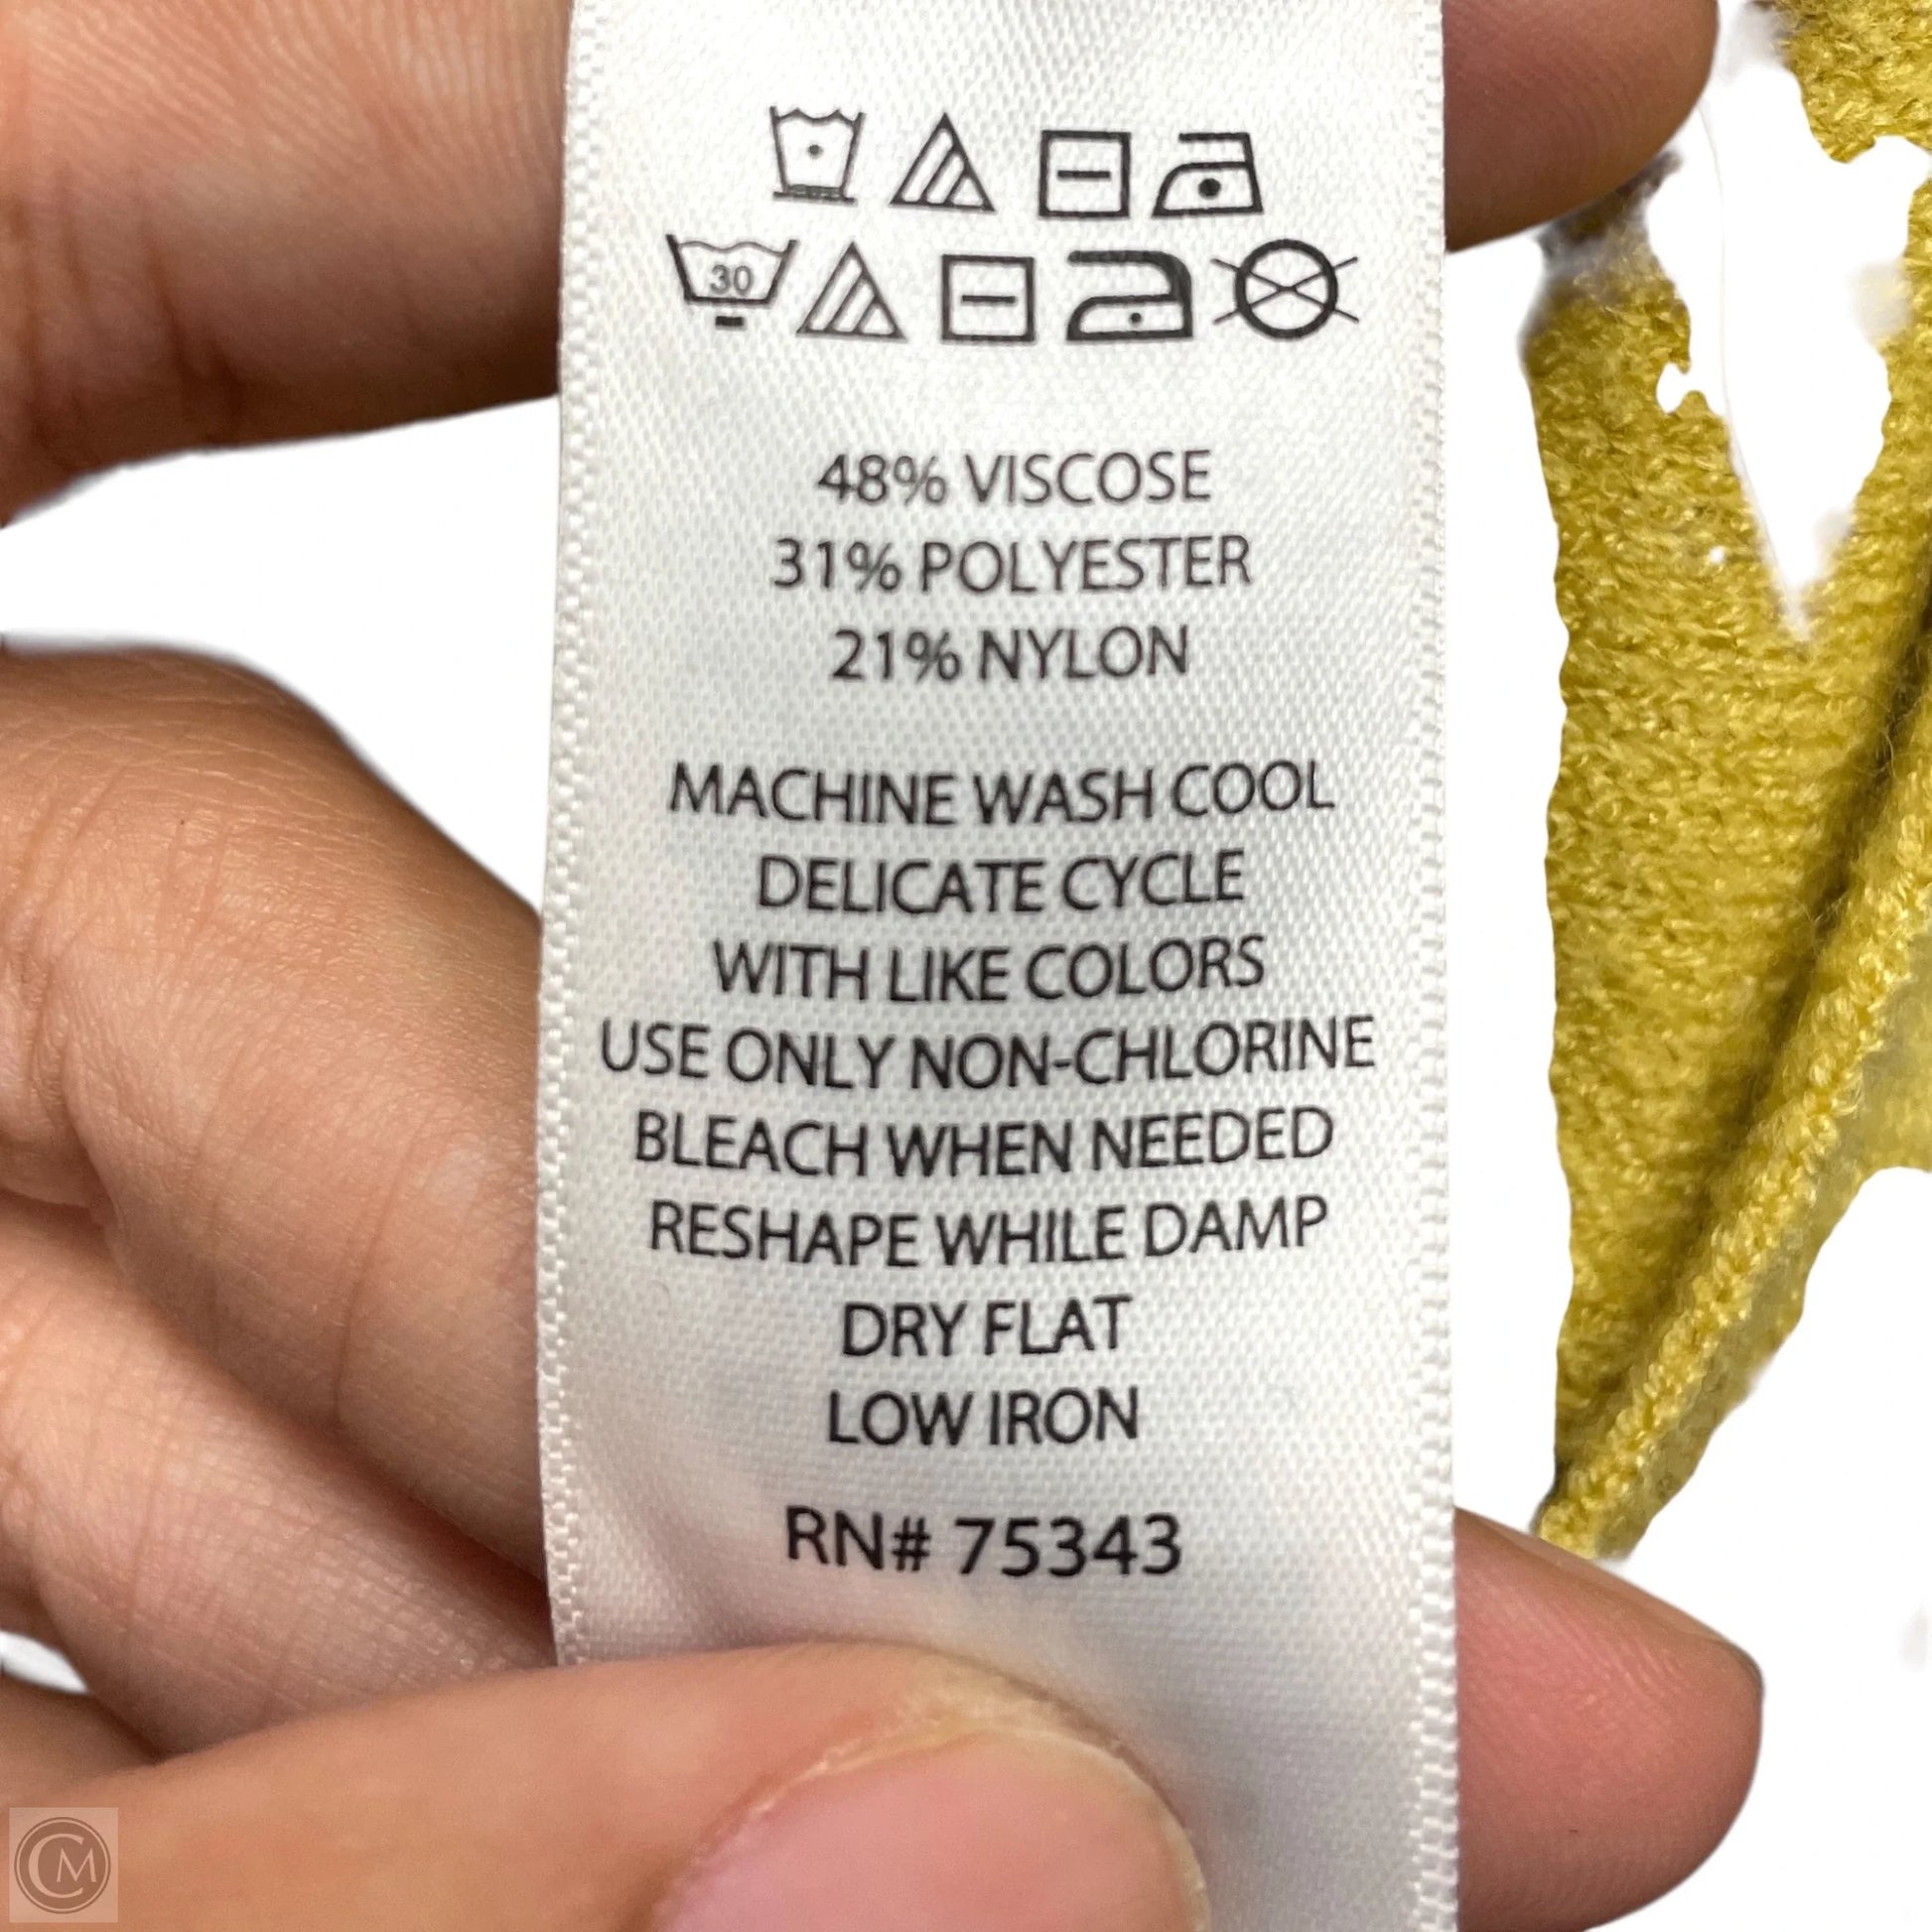 30
48% VISCOSE
31% POLYESTER
21% NYLON
MACHINE WASH COOL
DELICATE CYCLE
WITH LIKE COLORS
USE ONLY NON-CHLORINE
BLEACH WHEN NEEDED
RESHAPE WHILE DAMP
DRY FLAT
LOW IRON
RN# 75343
CM